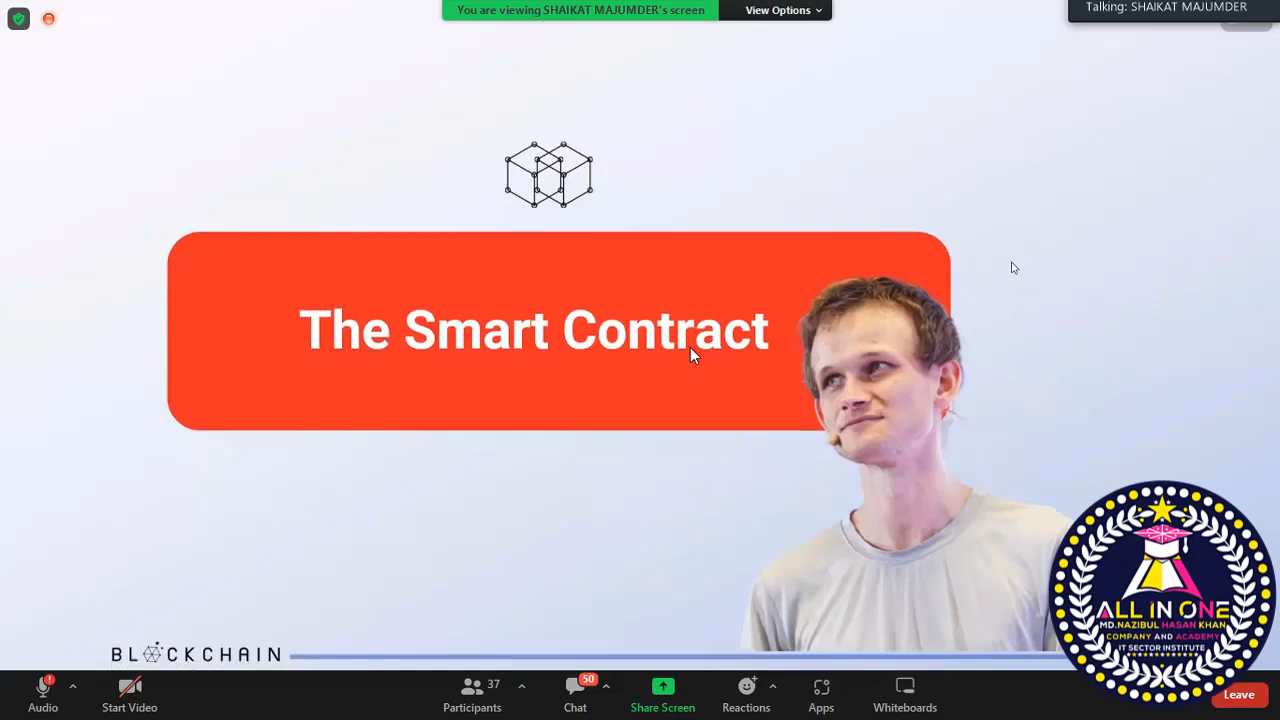 You are viewing SHAIKAT MAJUMDER's screen
View Options
Talking: SHAIKAT MAJUMDER
The Smart Contract
BLOCKCHAIN
ALL IN ONE
MD.NAZIBUL HASAN KHAN
COMPANY AND ACADEMY
IT SECTOR INSTITUTE
Audio
Start Video
37
Participants
50
Chat
Share Screen
Reactions
Apps
Whiteboards
Leave